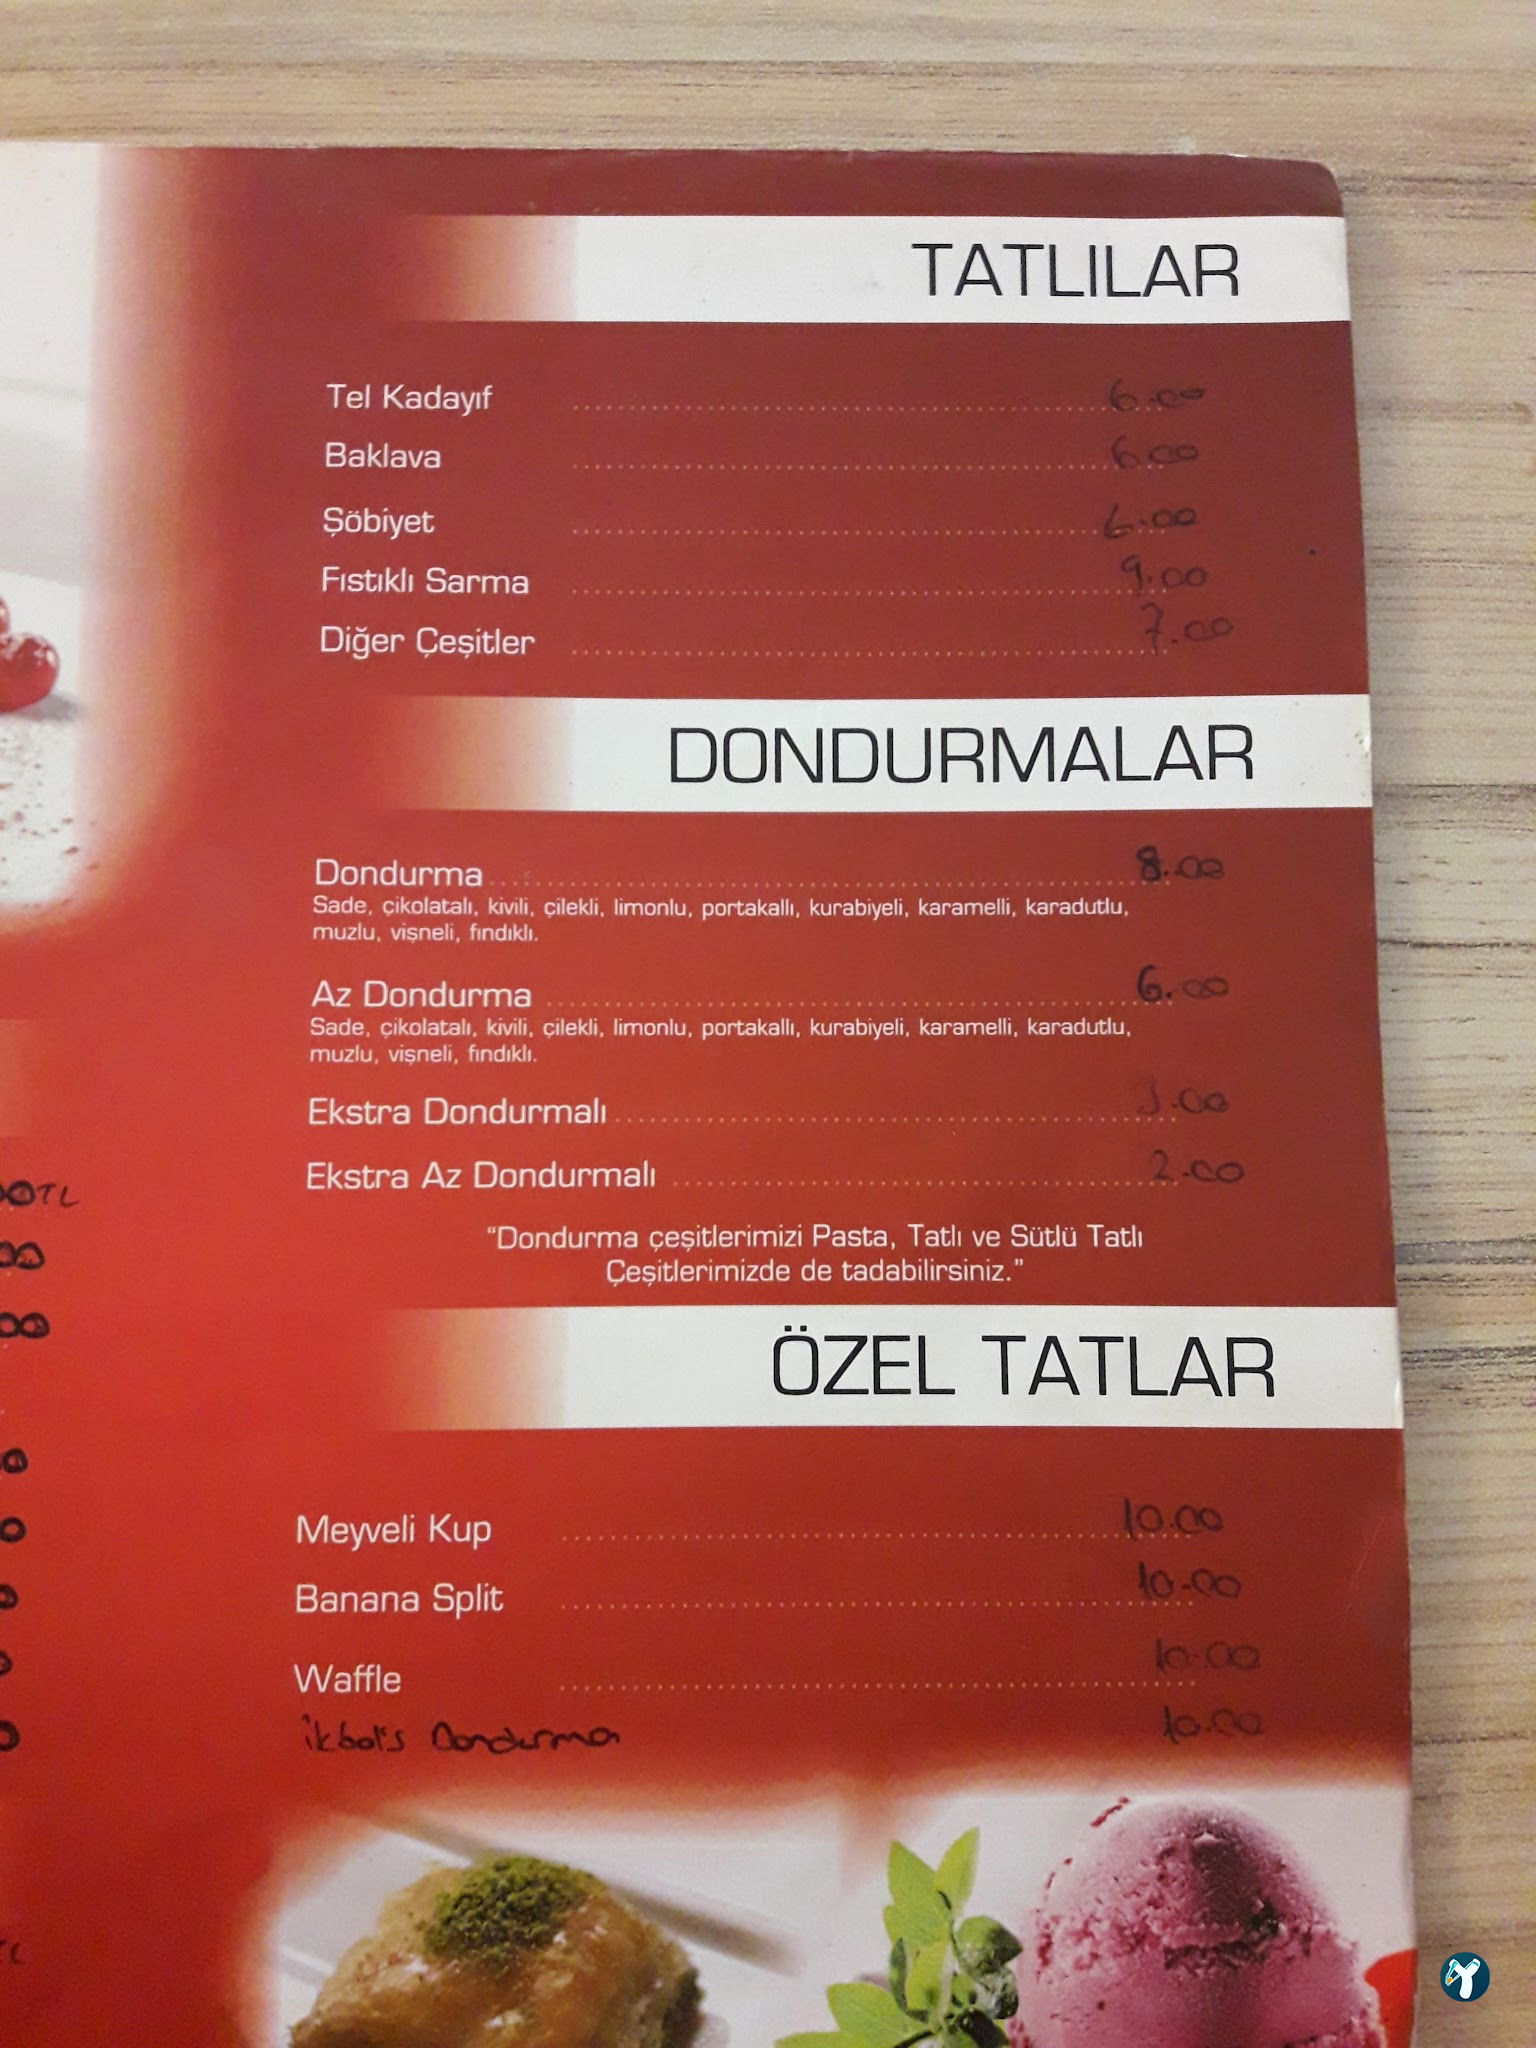 TATLILAR
Tel Kadayıf 6.00
Baklava 6.00
Şöbiyet 6.00
Fıstıklı Sarma 9.00
Diğer Çeşitler 7.00
DONDURMALAR
Dondurma 8.00
Sade, çikolatalı, kivili, çilekli, limonlu, portakallı, kurabiyeli, karamelli, karadutlu,
muzlu, vişneli, fındıklı.
Az Dondurma 6.00
Sade, çikolatalı, kivili, çilekli, limonlu, portakallı, kurabiyeli, karamelli, karadutlu,
muzlu, vişneli, fındıklı.
Ekstra Dondurmalı 3.00
Ekstra Az Dondurmalı 2.00
“Dondurma çeşitlerimizi Pasta, Tatlı ve Sütlü Tatlı
Çeşitlerimizde de tadabilirsiniz.”
ÖZEL TATLAR
Meyveli Kup 10.00
Banana Split 10.00
Waffle 10.00
ikbol's Dondurma 10.00